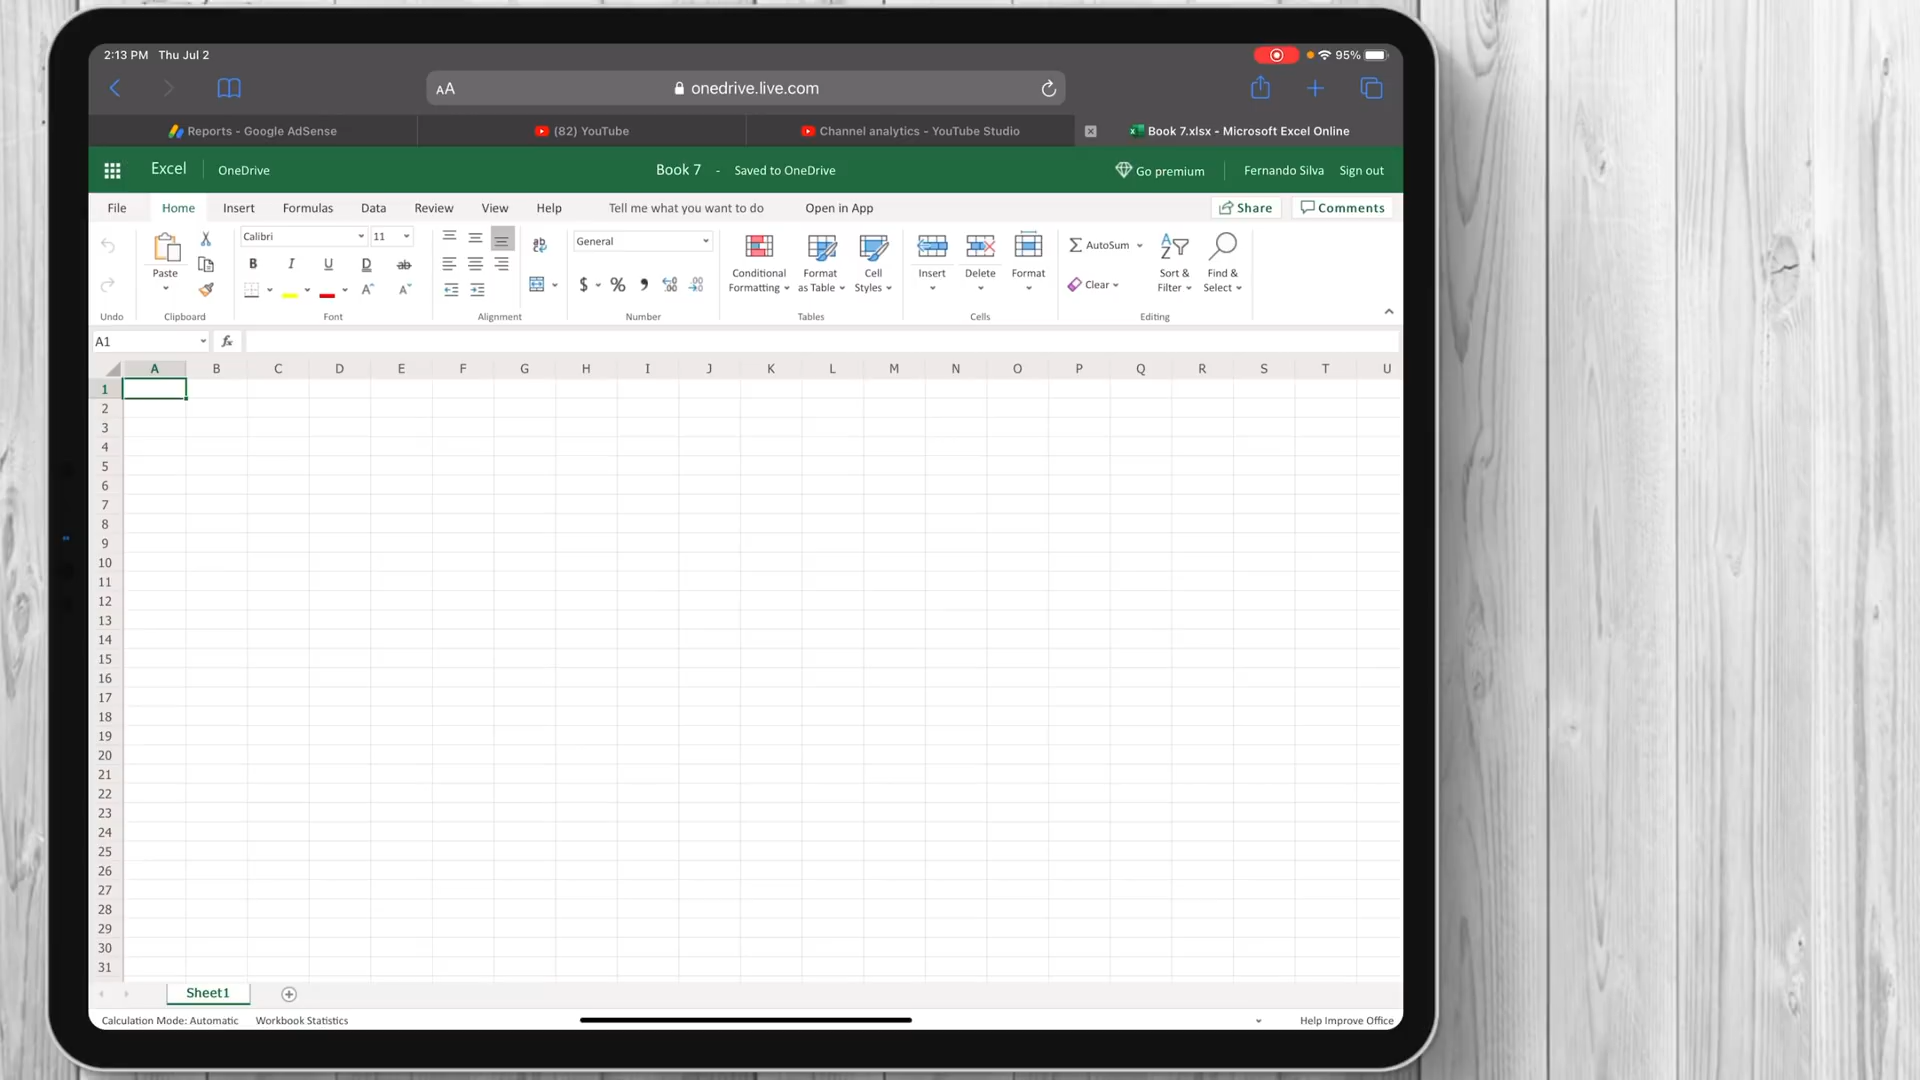 2:13 PM Thu Jul 2
95%
AA onedrive.live.com
Reports - Google AdSense
(82) YouTube
Channel analytics - YouTube Studio
Book 7.xlsx - Microsoft Excel Online
Excel OneDrive
Book 7 - Saved to OneDrive
Go premium
Fernando Silva
Sign out
File Home Insert Formulas Data Review View Help Tell me what you want to do Open in App
Share
Comments
Paste
Calibri 11
B I U D ab
A A
ab
General
$ % ,
.00
.00
Conditional Formatting
Format as Table
Cell Styles
Insert
Delete
Format
AutoSum
Clear
Sort & Filter
Find & Select
Undo Clipboard Font Alignment Number Tables Cells Editing
A1
fx
A B C D E F G H I J K L M N O P Q R S T U
1
2
3
4
5
6
7
8
9
10
11
12
13
14
15
16
17
18
19
20
21
22
23
24
25
26
27
28
29
30
31
Sheet1
Calculation Mode: Automatic Workbook Statistics
Help Improve Office